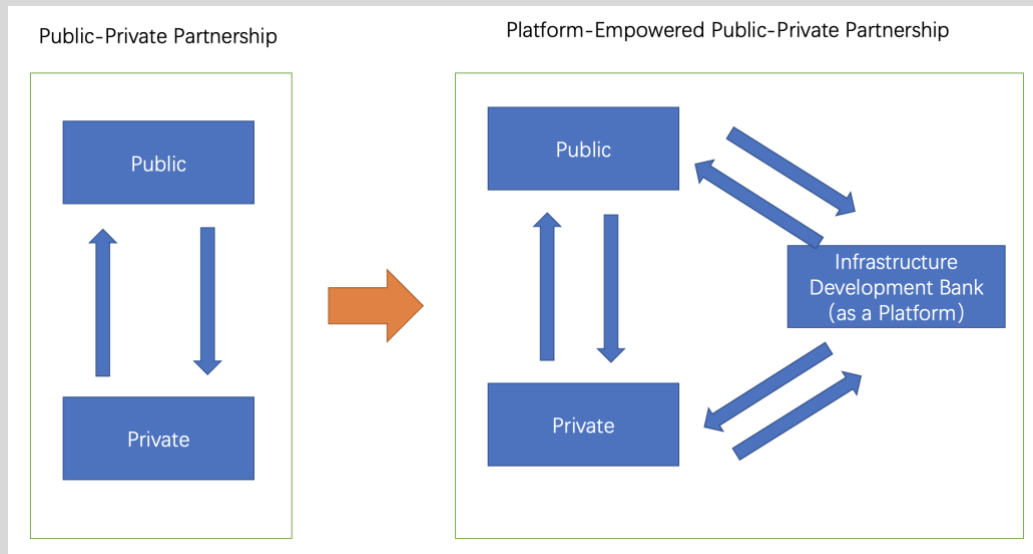 Public-Private Partnership
Public
Private
Platform-Empowered Public-Private Partnership
Public
Private
Infrastructure
Development Bank
(as a Platform)